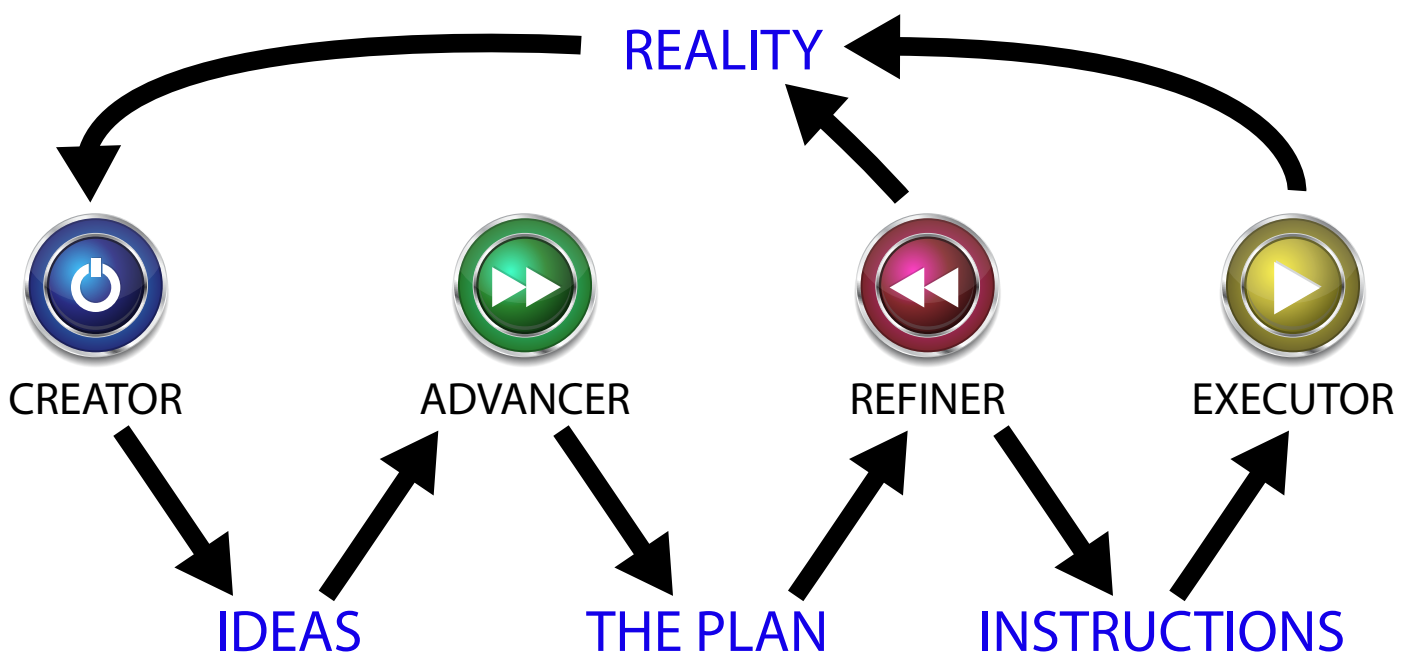 REALITY
CREATOR
ADVANCER
REFINER
EXECUTOR
IDEAS
THE PLAN
INSTRUCTIONS